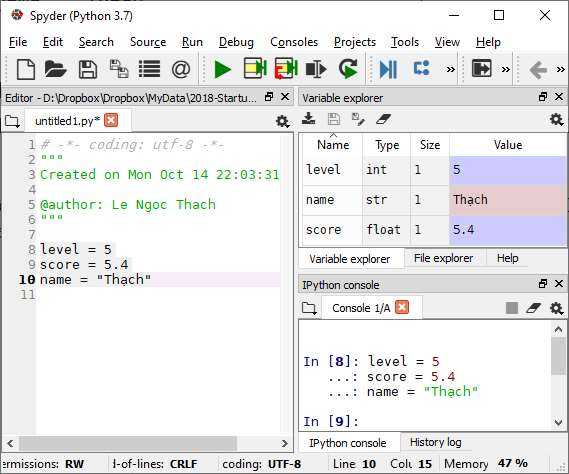 Spyder (Python 3.7)
File Edit Search Source Run Debug Consoles Projects Tools View Help
Editor - D:\Dropbox\Dropbox\MyData\2018-Startu...
untitled1.py*
1 # -*- coding: utf-8 -*-
2 """
3 Created on Mon Oct 14 22:03:31
4
5 @author: Le Ngoc Thach
6 """
7
8 level = 5
9 score = 5.4
10 name = "Thạch"
11
Variable explorer
Name Type Size Value
level int 1 5
name str 1 Thạch
score float 1 5.4
Variable explorer File explorer Help
IPython console
Console 1/A
In [8]: level = 5
...: score = 5.4
...: name = "Thạch"
In [9]:
IPython console History log
ermissions: RW l-of-lines: CRLF coding: UTF-8 Line 10 Colu 15 Memory 47 %